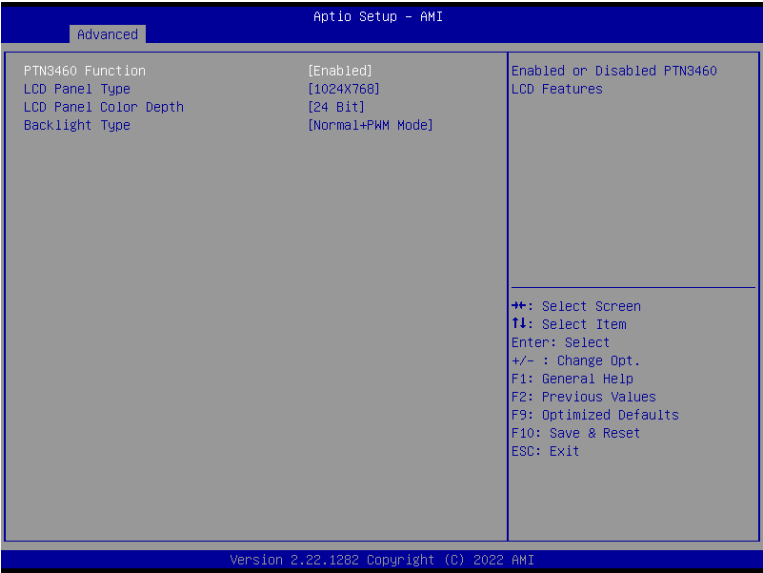 Aptio Setup – AMI
Advanced
PTN3460 Function [Enabled]
LCD Panel Type [1024X768]
LCD Panel Color Depth [24 Bit]
Backlight Type [Normal+PWM Mode]
Enabled or Disabled PTN3460
LCD Features
→←: Select Screen
↑↓: Select Item
Enter: Select
+/- : Change Opt.
F1: General Help
F2: Previous Values
F9: Optimized Defaults
F10: Save & Reset
ESC: Exit
Version 2.22.1282 Copyright (C) 2022 AMI